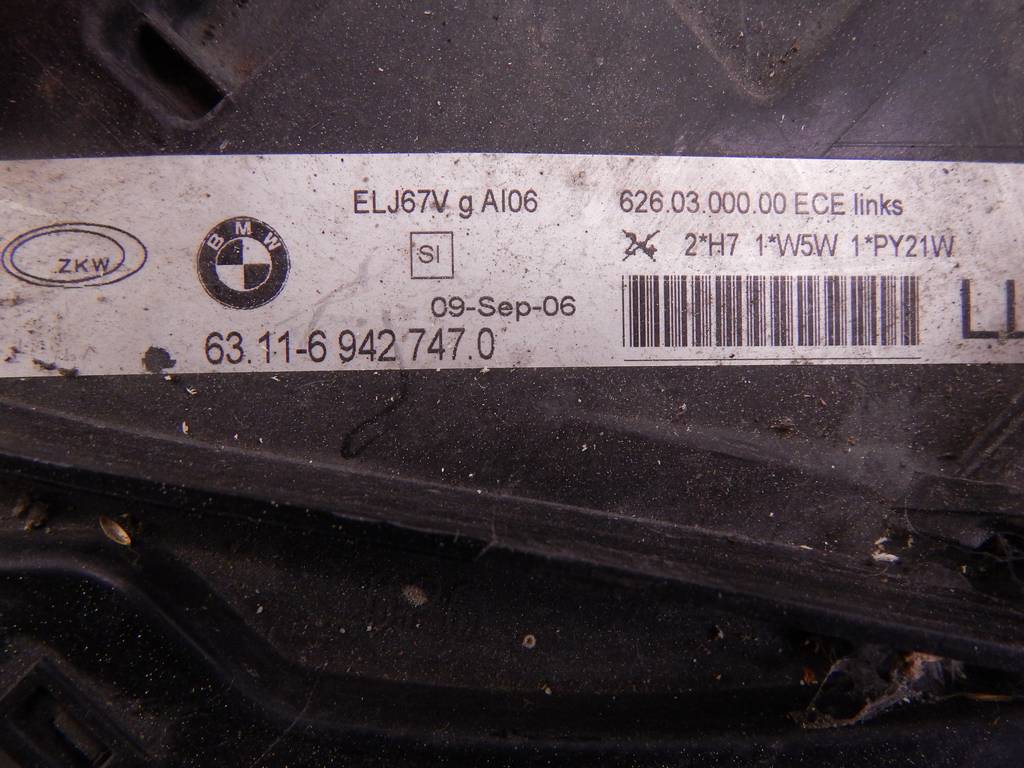 ELJ67V g AI06
626.03.000.00 ECE links
ZKW
BMW
SI
2*H7 1*W5W 1*PY21W
09-Sep-06
63.11-6 942 747.0